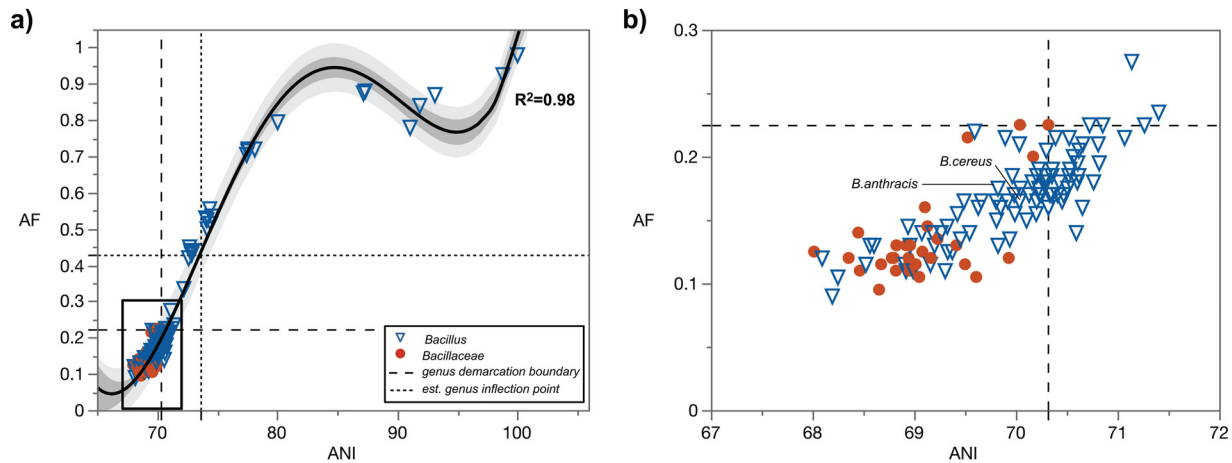 a)
1
0.9
0.8
0.7
0.6
0.5
0.4
0.3
0.2
0.1
0
AF
70
80
90
100
ANI
R²=0.98
Bacillus
Bacillaceae
genus demarcation boundary
est. genus inflection point
b)
0.3
0.2
0.1
0
AF
67
68
69
70
71
72
ANI
B.cereus
B.anthracis